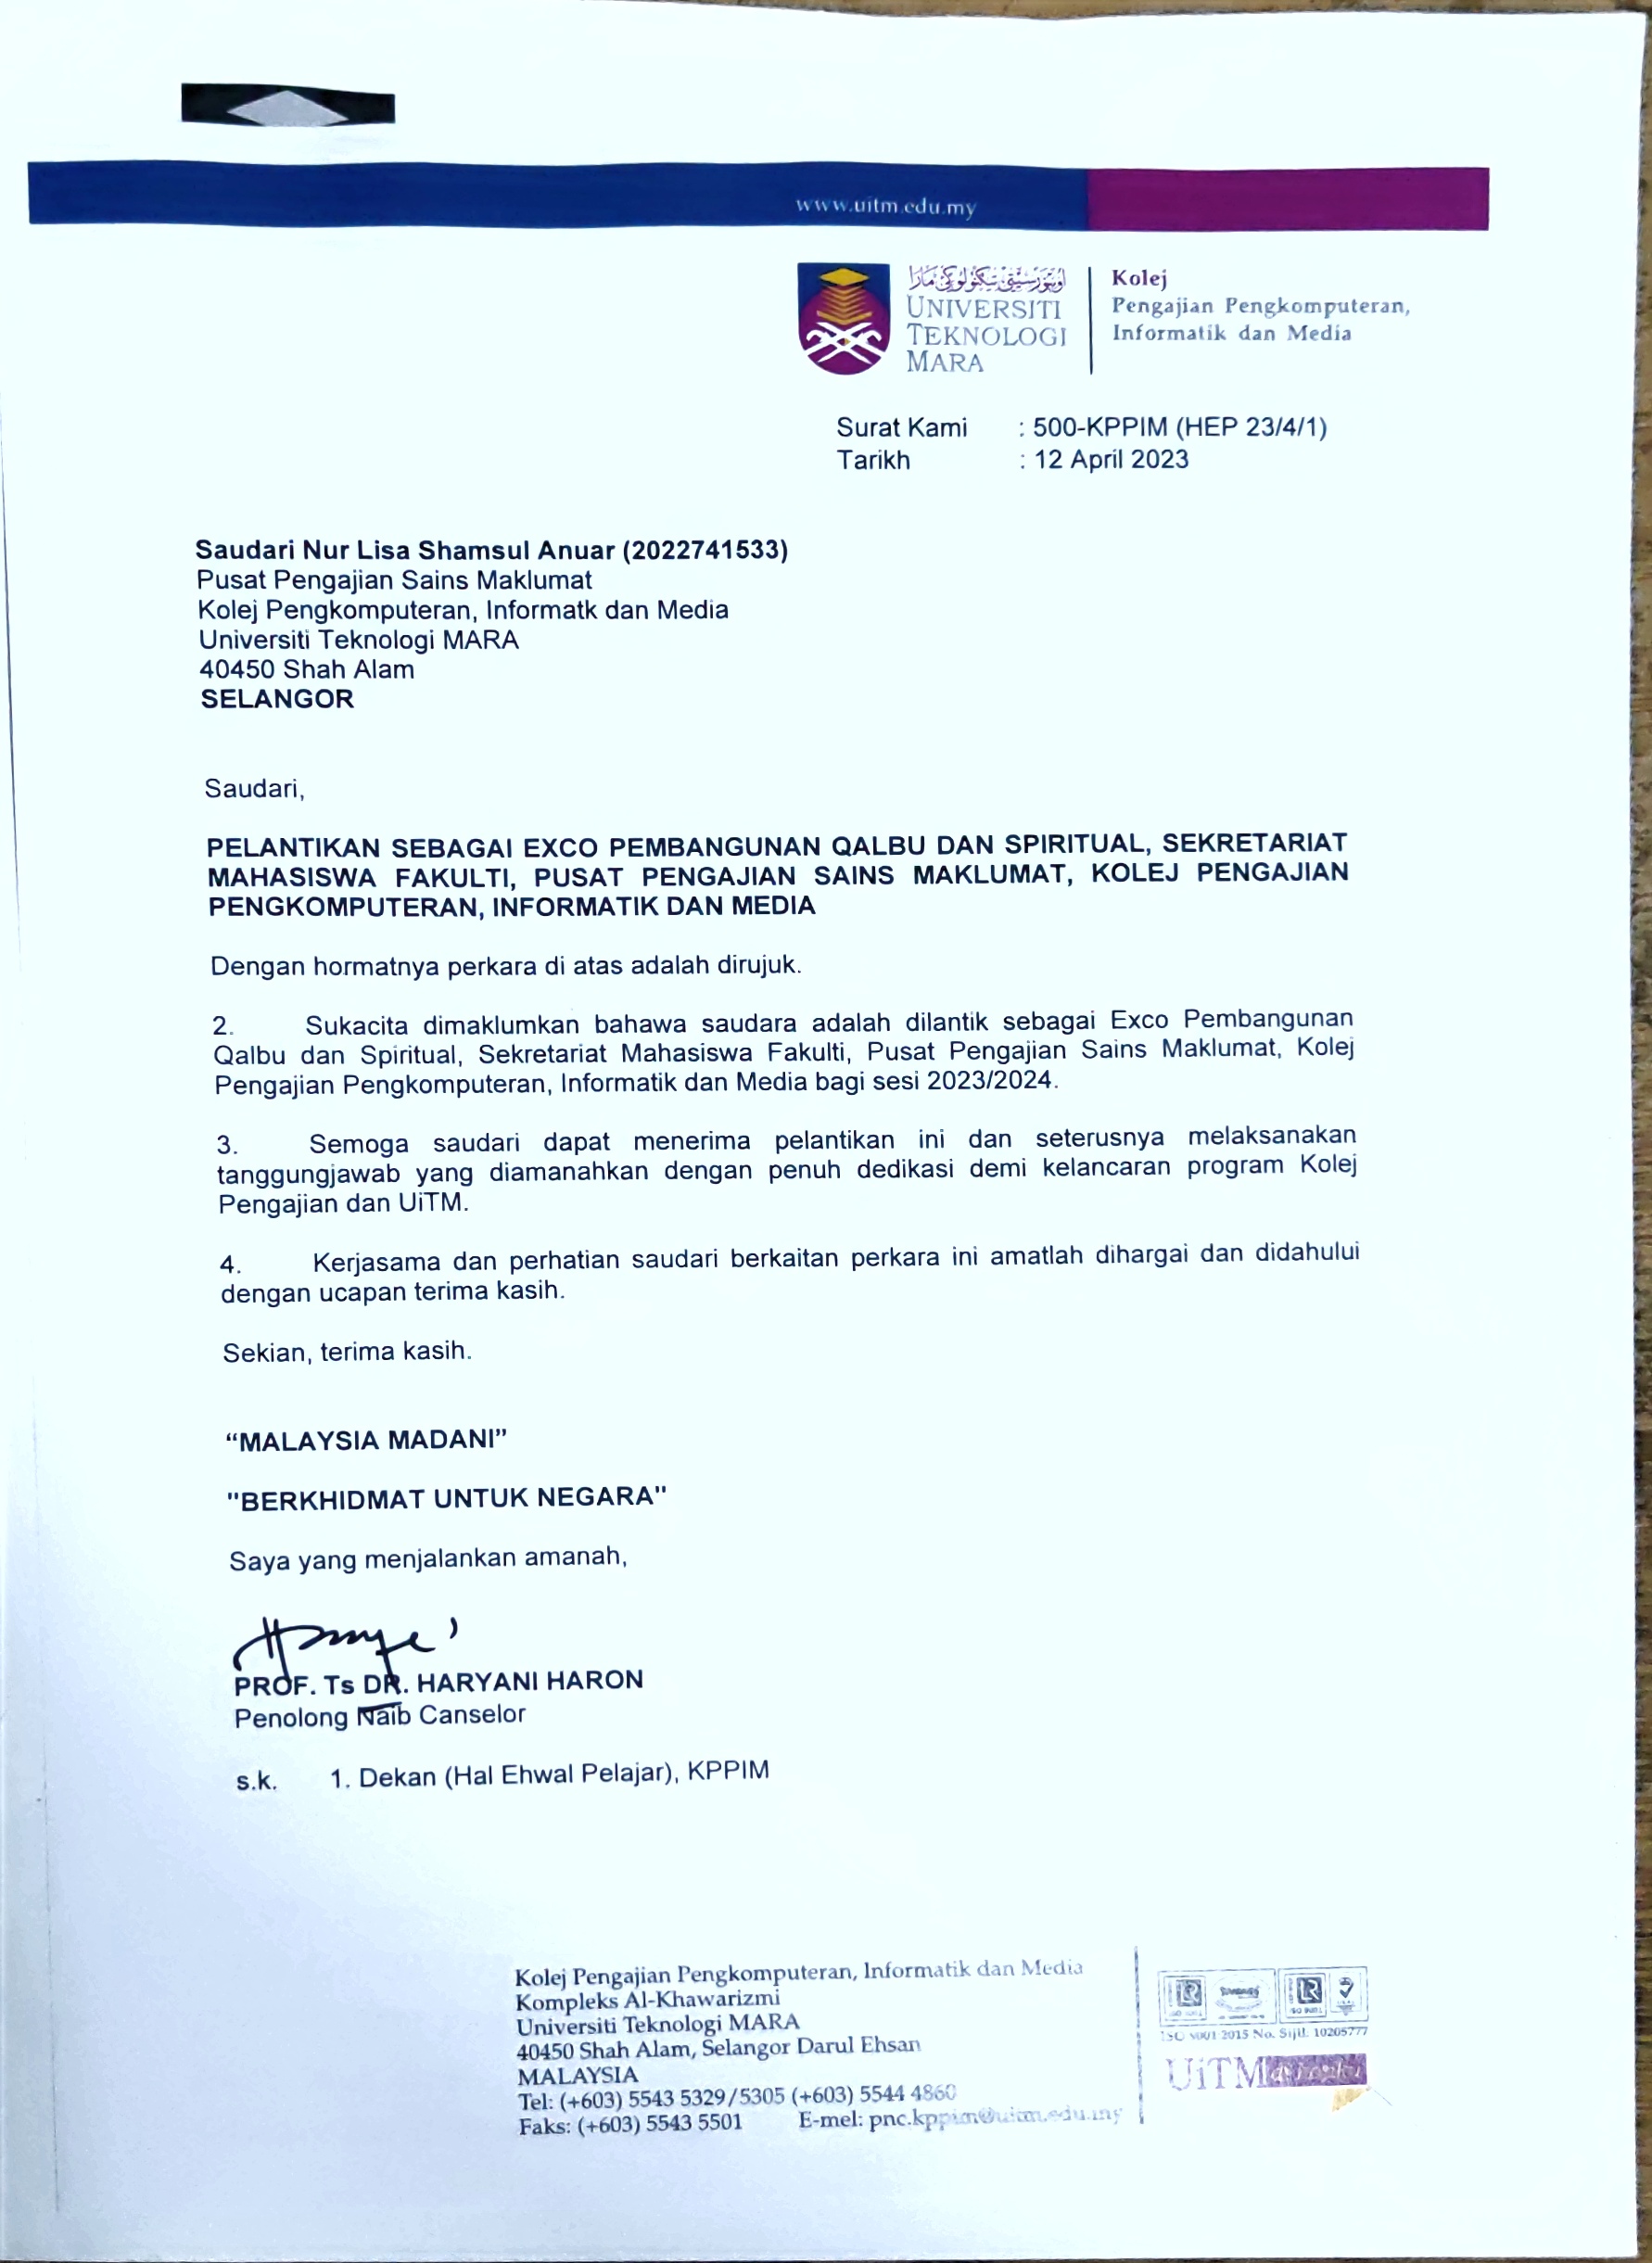 www.uitm.edu.my
اونيۏرسيتي تيكنولوڬي مارا
UNIVERSITI
TEKNOLOGI
MARA
Kolej
Pengajian Pengkomputeran,
Informatik dan Media
Surat Kami : 500-KPPIM (HEP 23/4/1)
Tarikh : 12 April 2023
Saudari Nur Lisa Shamsul Anuar (2022741533)
Pusat Pengajian Sains Maklumat
Kolej Pengkomputeran, Informatk dan Media
Universiti Teknologi MARA
40450 Shah Alam
SELANGOR
Saudari,
PELANTIKAN SEBAGAI EXCO PEMBANGUNAN QALBU DAN SPIRITUAL, SEKRETARIAT
MAHASISWA FAKULTI, PUSAT PENGAJIAN SAINS MAKLUMAT, KOLEJ PENGAJIAN
PENGKOMPUTERAN, INFORMATIK DAN MEDIA
Dengan hormatnya perkara di atas adalah dirujuk.
2. Sukacita dimaklumkan bahawa saudara adalah dilantik sebagai Exco Pembangunan
Qalbu dan Spiritual, Sekretariat Mahasiswa Fakulti, Pusat Pengajian Sains Maklumat, Kolej
Pengajian Pengkomputeran, Informatik dan Media bagi sesi 2023/2024.
3. Semoga saudari dapat menerima pelantikan ini dan seterusnya melaksanakan
tanggungjawab yang diamanahkan dengan penuh dedikasi demi kelancaran program Kolej
Pengajian dan UiTM.
4. Kerjasama dan perhatian saudari berkaitan perkara ini amatlah dihargai dan didahului
dengan ucapan terima kasih.
Sekian, terima kasih.
“MALAYSIA MADANI”
"BERKHIDMAT UNTUK NEGARA"
Saya yang menjalankan amanah,
PROF. Ts DR. HARYANI HARON
Penolong Naib Canselor
s.k. 1. Dekan (Hal Ehwal Pelajar), KPPIM
Kolej Pengajian Pengkomputeran, Informatik dan Media
Kompleks Al-Khawarizmi
Universiti Teknologi MARA
40450 Shah Alam, Selangor Darul Ehsan
MALAYSIA
Tel: (+603) 5543 5329/5305 (+603) 5544 4860
Faks: (+603) 5543 5501 E-mel: pnc.kppim@uitm.edu.my
LR
LR
ISO 9001 2015 No. Sijil: 10205777
UiTM